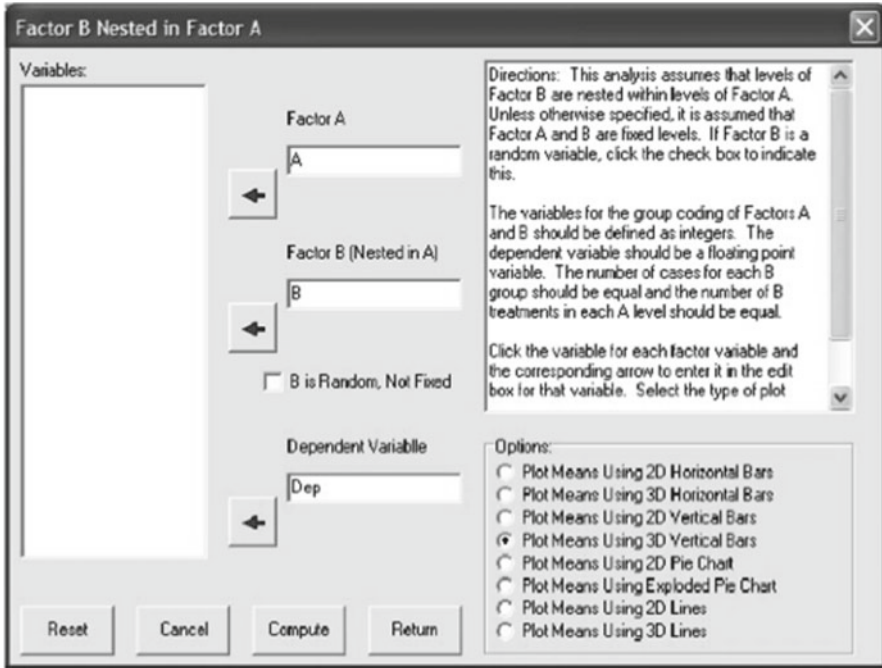 Factor B Nested in Factor A
Variables:
Factor A
A
Factor B (Nested in A)
B
B is Random, Not Fixed
Dependent Variablle
Dep
Directions: This analysis assumes that levels of
Factor B are nested within levels of Factor A.
Unless otherwise specified, it is assumed that
Factor A and B are fixed levels. If Factor B is a
random variable, click the check box to indicate
this.
The variables for the group coding of Factors A
and B should be defined as integers. The
dependent variable should be a floating point
variable. The number of cases for each B
group should be equal and the number of B
treatments in each A level should be equal.
Click the variable for each factor variable and
the corresponding arrow to enter it in the edit
box for that variable. Select the type of plot
Options:
Plot Means Using 2D Horizontal Bars
Plot Means Using 3D Horizontal Bars
Plot Means Using 2D Vertical Bars
Plot Means Using 3D Vertical Bars
Plot Means Using 2D Pie Chart
Plot Means Using Exploded Pie Chart
Plot Means Using 2D Lines
Plot Means Using 3D Lines
Reset Cancel Compute Return